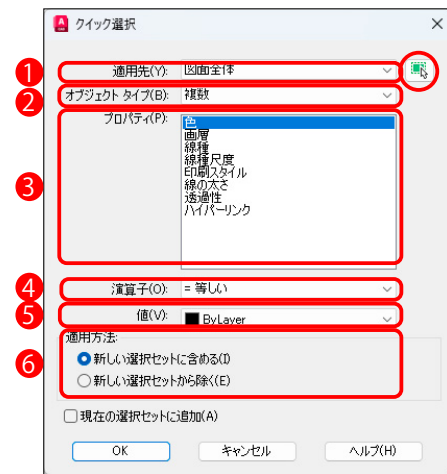 クイック選択
1 適用先(Y): 図面全体
2 オブジェクト タイプ(B): 複数
3 プロパティ(P): 色
画層
線種
線種尺度
印刷スタイル
線の太さ
透過性
ハイパーリンク
4 演算子(O): = 等しい
5 値(V): ByLayer
適用方法:
6 新しい選択セットに含める(I)
新しい選択セットから除く(E)
現在の選択セットに追加(A)
OK キャンセル ヘルプ(H)